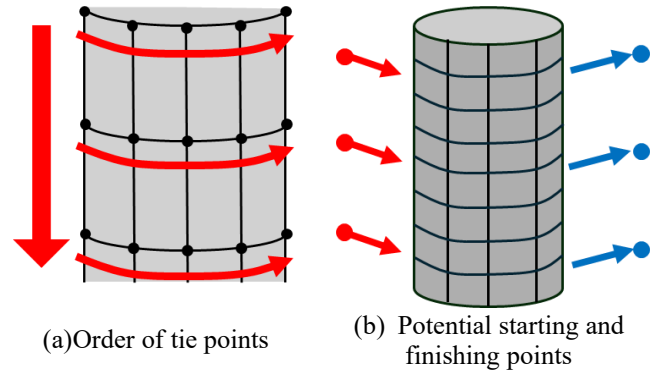 (a)Order of tie points
(b) Potential starting and
finishing points